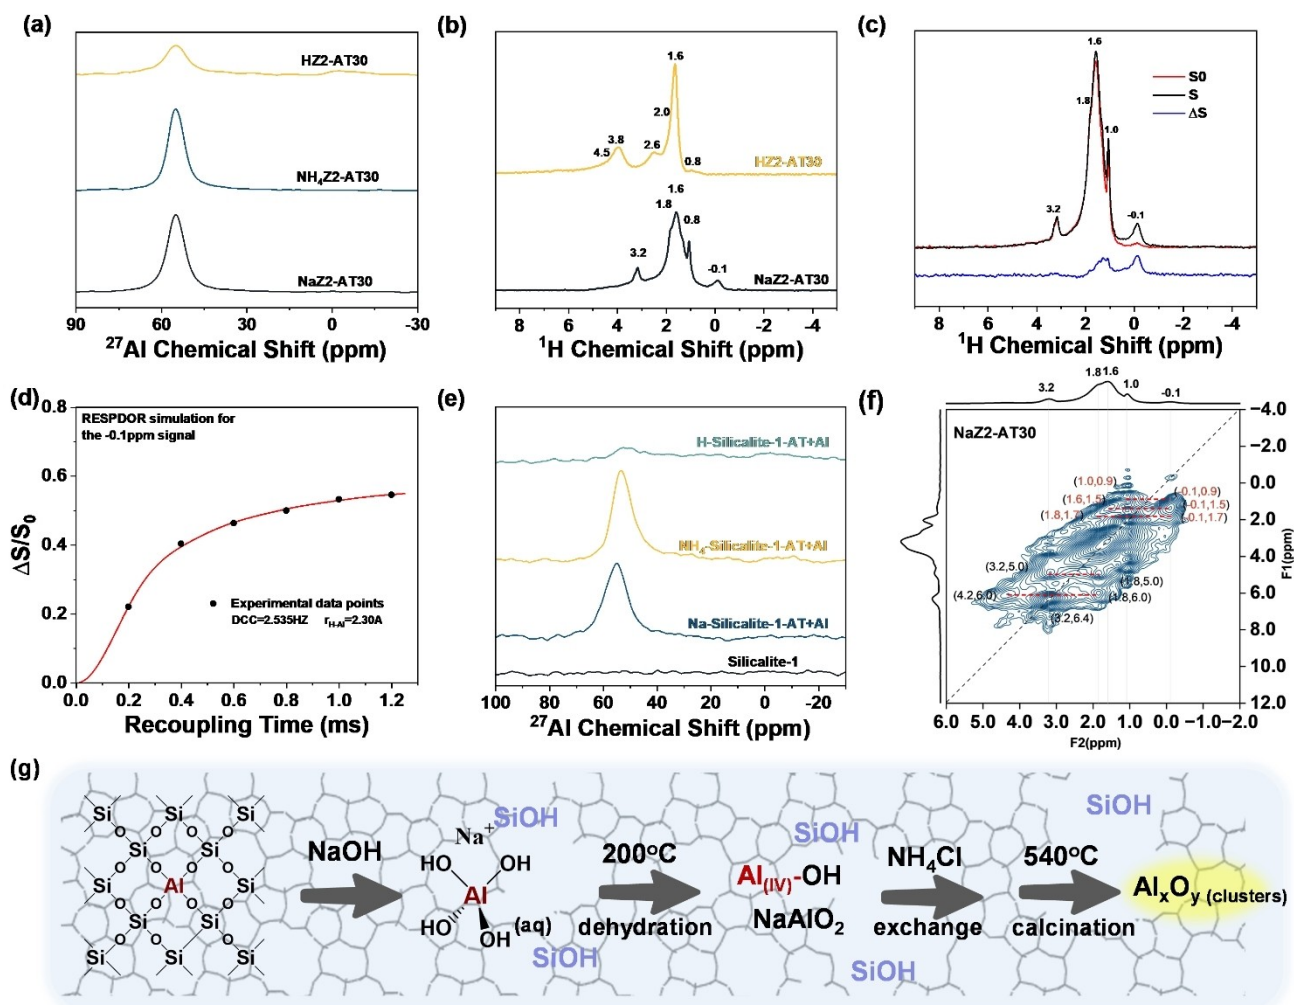 (a)
HZ2-AT30
NH₄Z2-AT30
NaZ2-AT30
90 60 30 0 -30
²⁷Al Chemical Shift (ppm)
(b)
1.6
2.0
3.8
4.5
2.6
0.8
HZ2-AT30
1.6
1.8
0.8
3.2
-0.1
NaZ2-AT30
8 6 4 2 0 -2 -4
¹H Chemical Shift (ppm)
(c)
1.6
S0
S
ΔS
1.8
1.0
3.2
-0.1
8 6 4 2 0 -2 -4
¹H Chemical Shift (ppm)
(d)
RESPDOR simulation for
the -0.1ppm signal
0.8
0.6
0.4
0.2
0.0
ΔS/S₀
Experimental data points
DCC=2.535HZ r_H-Al=2.30A
0.0 0.2 0.4 0.6 0.8 1.0 1.2
Recoupling Time (ms)
(e)
H-Silicalite-1-AT+Al
NH₄-Silicalite-1-AT+Al
Na-Silicalite-1-AT+Al
Silicalite-1
100 80 60 40 20 0 -20
²⁷Al Chemical Shift (ppm)
(f)
1.8 1.6
3.2 1.0 -0.1
NaZ2-AT30
(1.0,0.9)
(-0.1,0.9)
(1.6,1.5)
(-0.1,1.5)
(1.8,1.7)
(-0.1,1.7)
(3.2,5.0)
(1.8,5.0)
(4.2,6.0)
(1.8,6.0)
(3.2,6.4)
-4.0
-2.0
0.0
2.0
4.0
6.0
8.0
10.0
12.0
F1(ppm)
6.0 5.0 4.0 3.0 2.0 1.0 0.0 -1.0 -2.0
F2(ppm)
(g)
Si Si Si
O O O O
Si Si
O O O O
Si Al Si
O O O O
Si Si
O O O O
Si Si Si
NaOH
Na⁺
SiOH
HO OH
Al
HO
OH
(aq)
SiOH
200°C
dehydration
SiOH
Al(IV)-OH
NaAlO₂
SiOH
NH₄Cl
exchange
540°C
calcination
SiOH
AlₓOy (clusters)